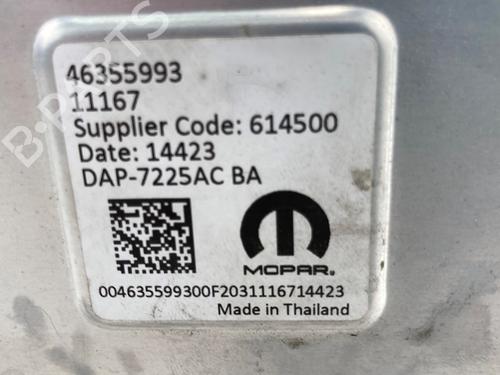 46355993
11167
Supplier Code: 614500
Date: 14423
DAP-7225AC BA
MOPAR®
004635599300F2031116714423
Made in Thailand
B-PARTS